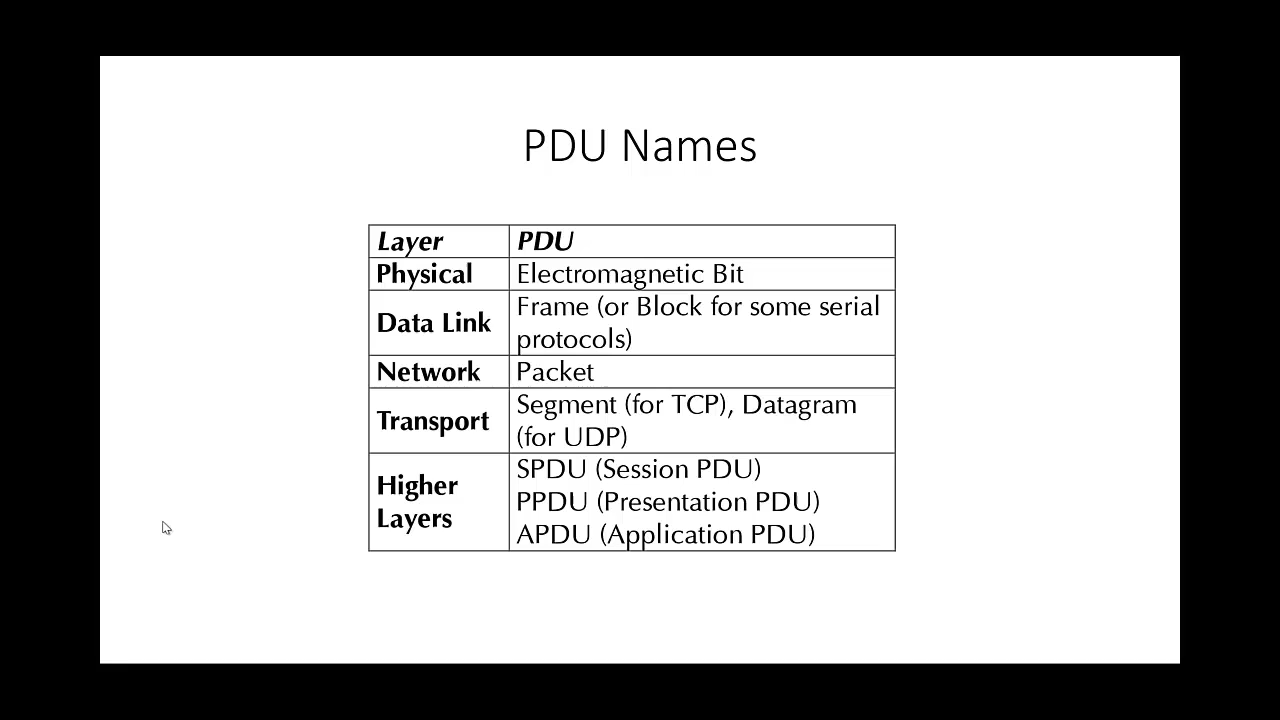 PDU Names
Layer PDU
Physical Electromagnetic Bit
Data Link Frame (or Block for some serial
protocols)
Network Packet
Transport Segment (for TCP), Datagram
(for UDP)
Higher Layers SPDU (Session PDU)
PPDU (Presentation PDU)
APDU (Application PDU)